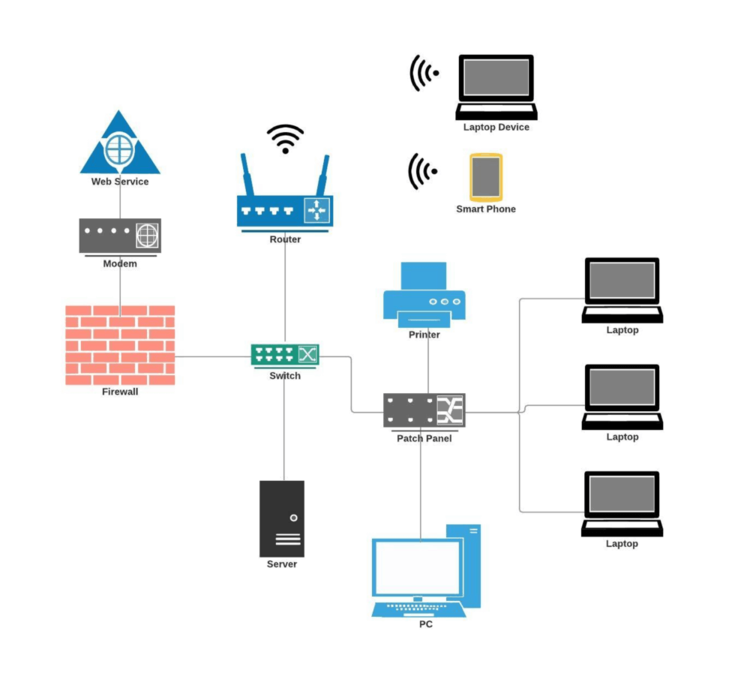 Laptop Device
Web Service
Smart Phone
Router
Modem
Laptop
Printer
Switch
Firewall
Patch Panel
Laptop
Laptop
Server
PC